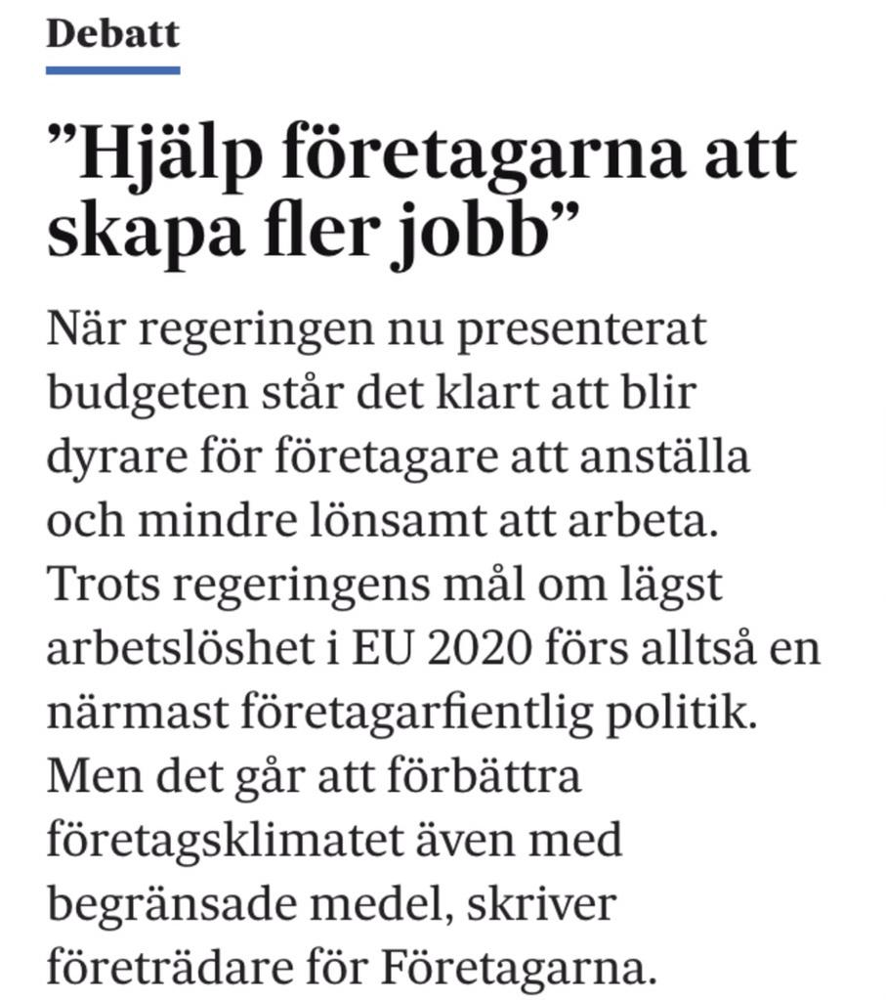 Debatt
”Hjälp företagarna att
skapa fler jobb”
När regeringen nu presenterat
budgeten står det klart att blir
dyrare för företagare att anställa
och mindre lönsamt att arbeta.
Trots regeringens mål om lägst
arbetslöshet i EU 2020 förs alltså en
närmast företagarfientlig politik.
Men det går att förbättra
företagsklimatet även med
begränsade medel, skriver
företrädare för Företagarna.